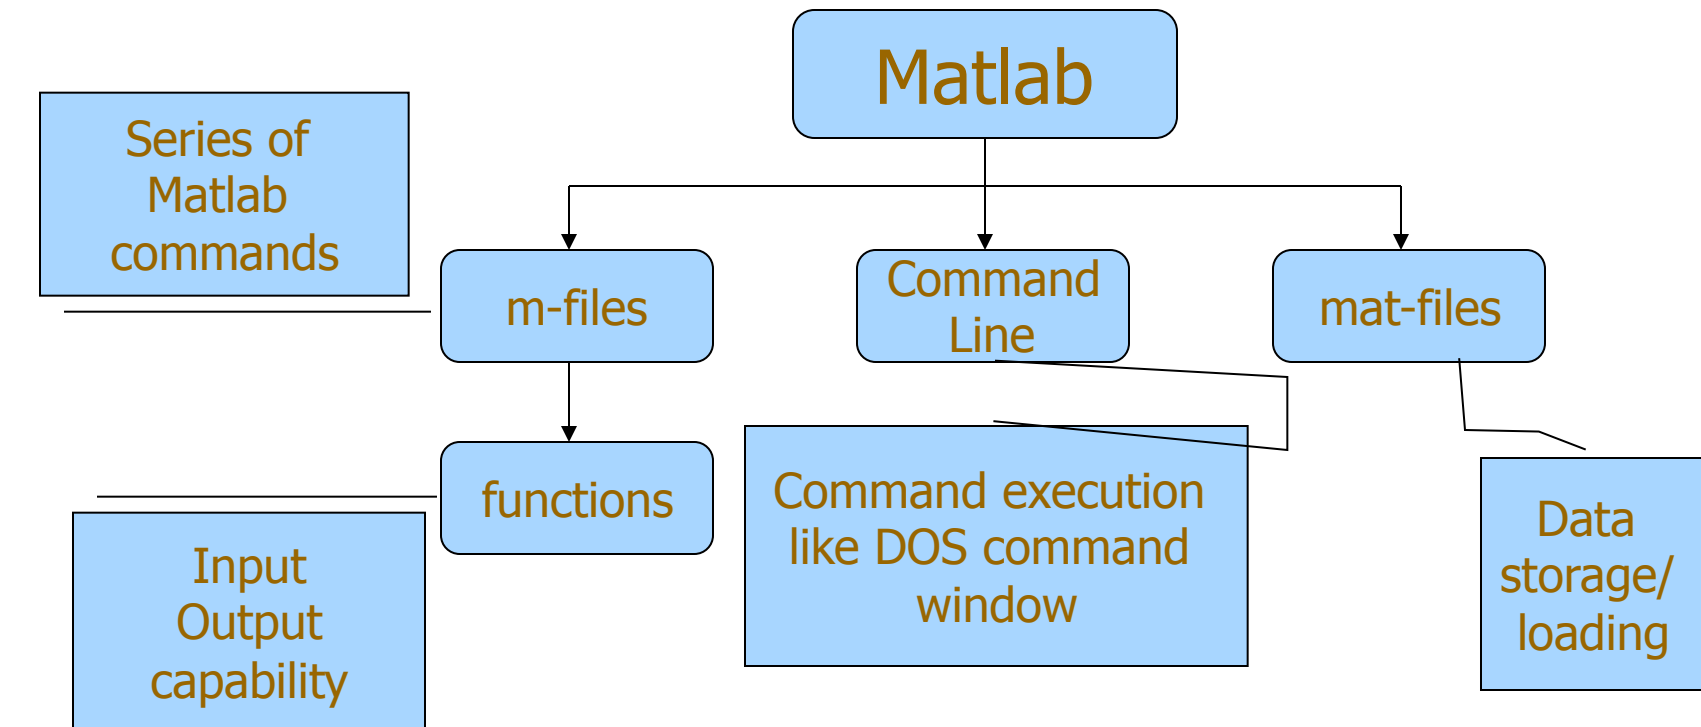 Matlab
Series of
Matlab
commands
m-files
Command
Line
mat-files
functions
Input
Output
capability
Command execution
like DOS command
window
Data
storage/
loading